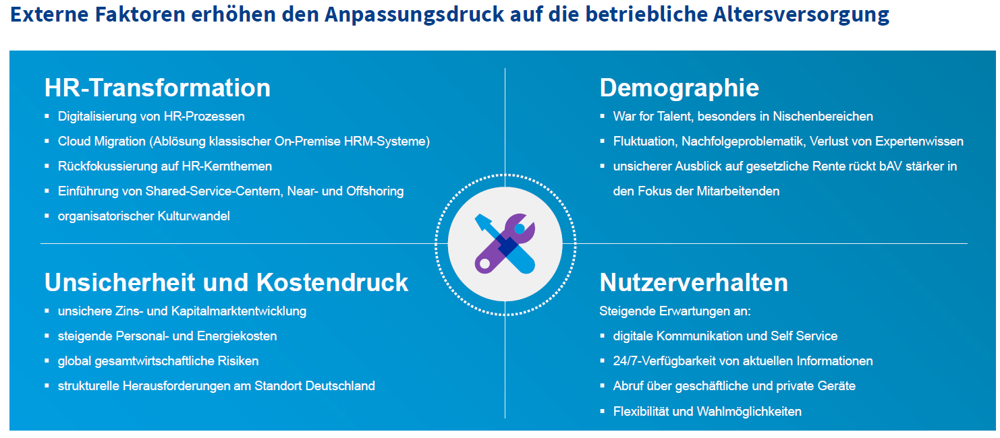 Externe Faktoren erhöhen den Anpassungsdruck auf die betriebliche Altersversorgung
HR-Transformation
▪ Digitalisierung von HR-Prozessen
▪ Cloud Migration (Ablösung klassischer On-Premise HRM-Systeme)
▪ Rückfokussierung auf HR-Kernthemen
▪ Einführung von Shared-Service-Centern, Near- und Offshoring
▪ organisatorischer Kulturwandel
Demographie
▪ War for Talent, besonders in Nischenbereichen
▪ Fluktuation, Nachfolgeproblematik, Verlust von Expertenwissen
▪ unsicherer Ausblick auf gesetzliche Rente rückt bAV stärker in
den Fokus der Mitarbeitenden
Unsicherheit und Kostendruck
▪ unsichere Zins- und Kapitalmarktentwicklung
▪ steigende Personal- und Energiekosten
▪ global gesamtwirtschaftliche Risiken
▪ strukturelle Herausforderungen am Standort Deutschland
Nutzerverhalten
Steigende Erwartungen an:
▪ digitale Kommunikation und Self Service
▪ 24/7-Verfügbarkeit von aktuellen Informationen
▪ Abruf über geschäftliche und private Geräte
▪ Flexibilität und Wahlmöglichkeiten